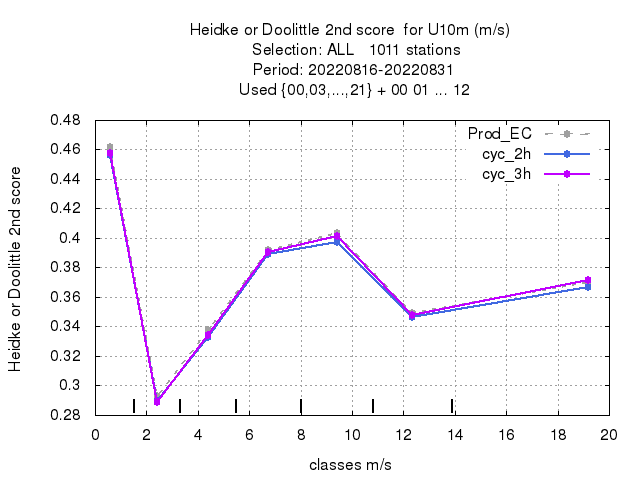 Heidke or Doolittle 2nd score  for U10m (m/s)
Selection: ALL   1011 stations
Period: 20220816-20220831
Used {00,03,...,21} + 00 01 ... 12
Heidke or Doolittle 2nd score
0.48
0.46
0.44
0.42
0.4
0.38
0.36
0.34
0.32
0.3
0.28
Prod_EC
cyc_2h
cyc_3h
0 2 4 6 8 10 12 14 16 18 20
classes m/s